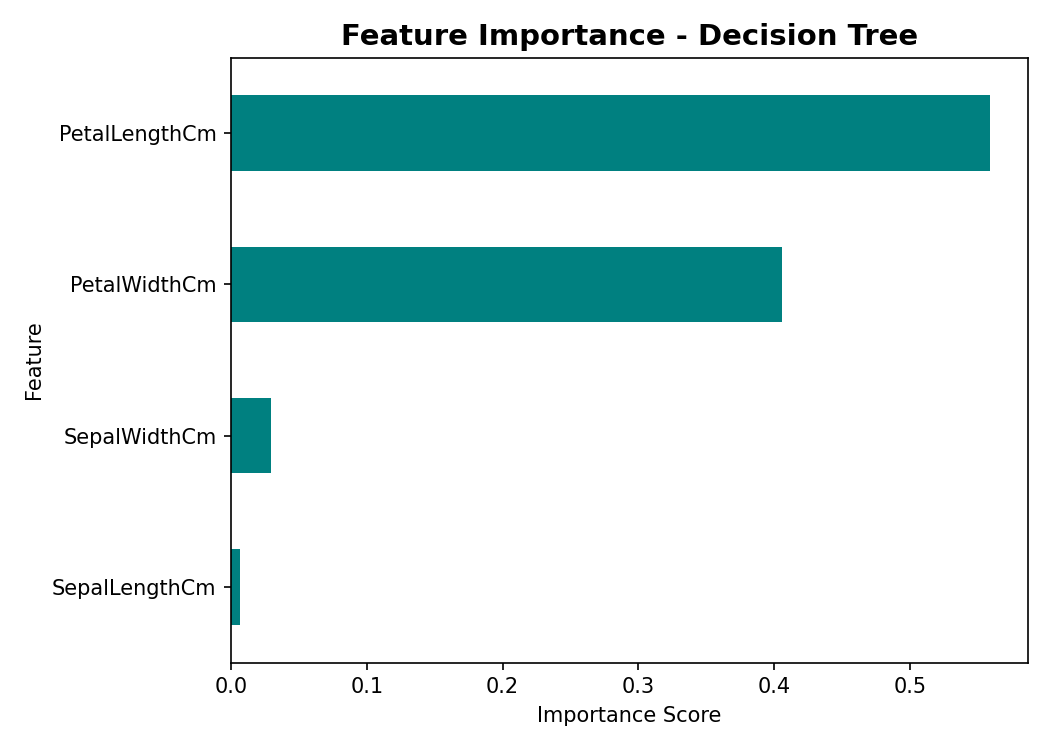 Feature Importance - Decision Tree
PetalLengthCm
PetalWidthCm
SepalWidthCm
SepalLengthCm
Feature
0.0 0.1 0.2 0.3 0.4 0.5
Importance Score